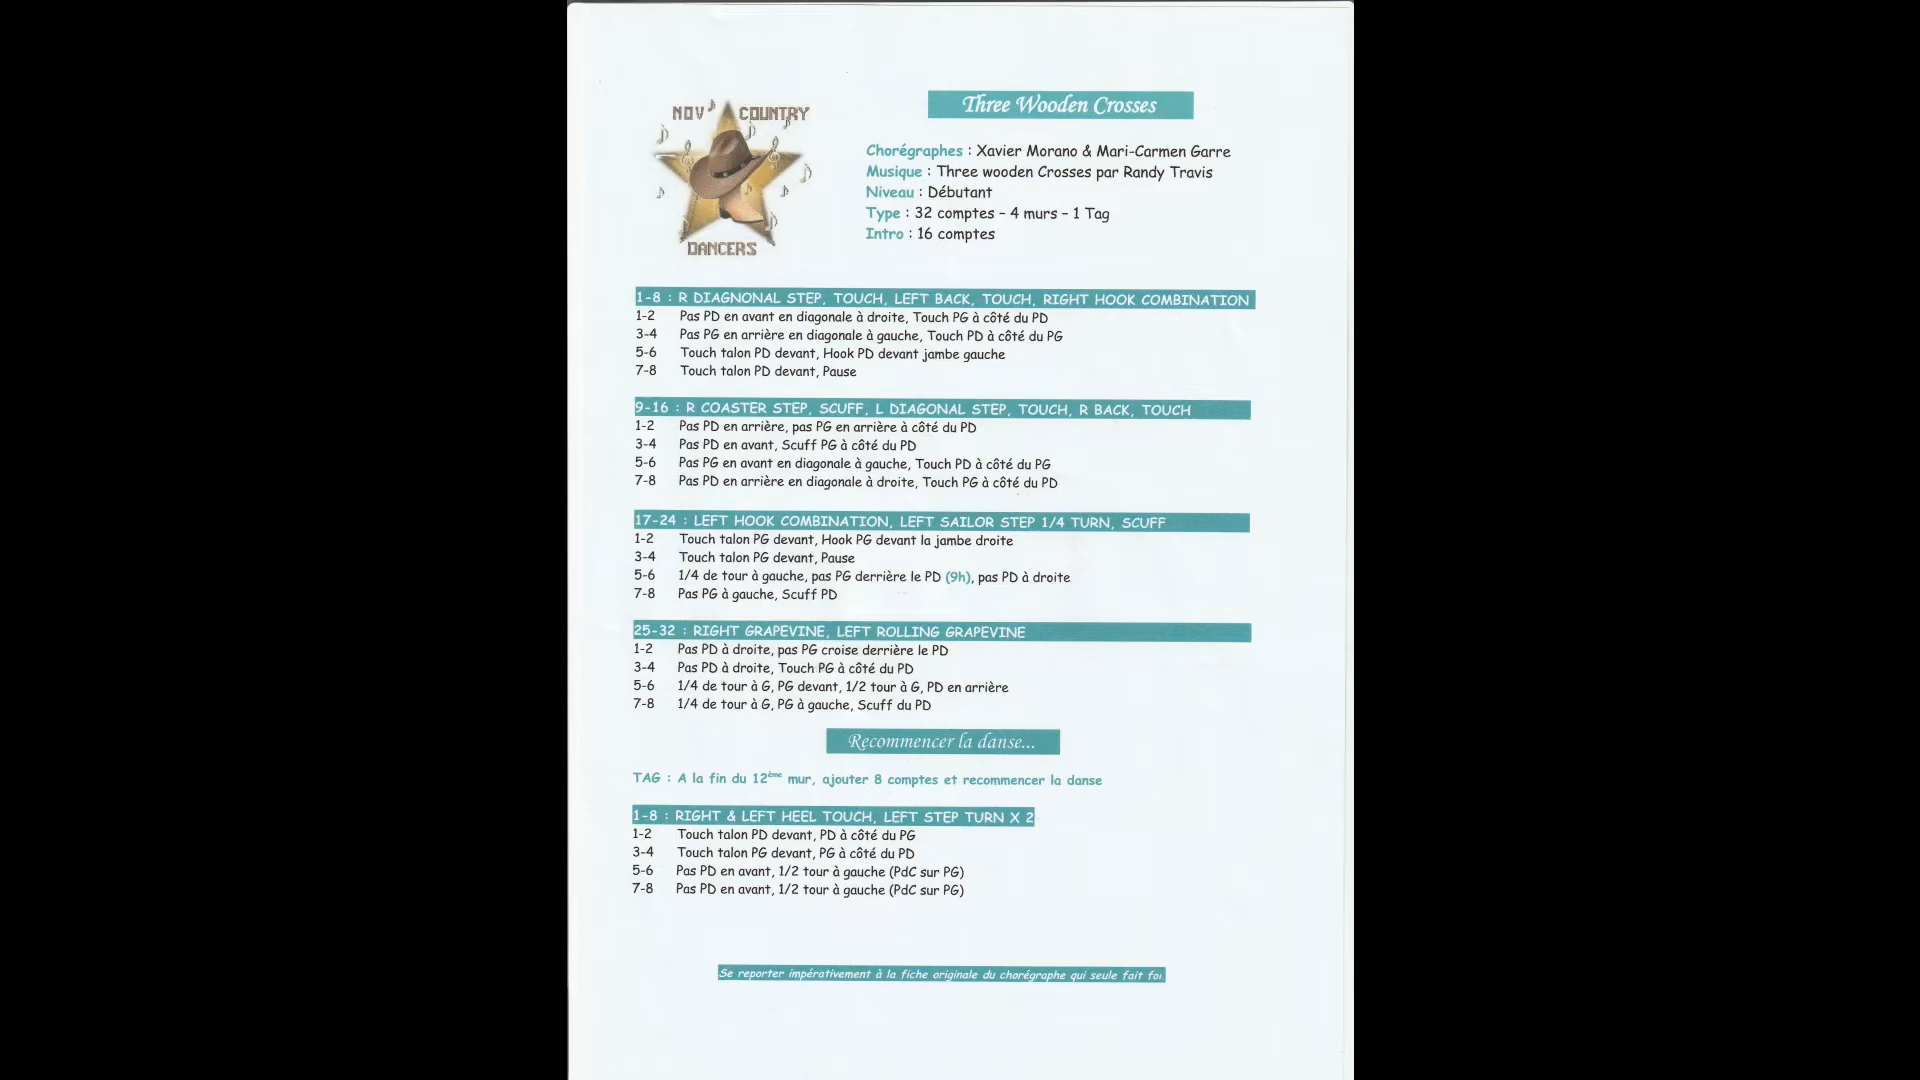 NOV' COUNTRY
DANCERS
Three Wooden Crosses
Chorégraphes : Xavier Morano & Mari-Carmen Garre
Musique : Three wooden Crosses par Randy Travis
Niveau : Débutant
Type : 32 comptes – 4 murs – 1 Tag
Intro : 16 comptes
1-8 : R DIAGNONAL STEP, TOUCH, LEFT BACK, TOUCH, RIGHT HOOK COMBINATION
1-2 Pas PD en avant en diagonale à droite, Touch PG à côté du PD
3-4 Pas PG en arrière en diagonale à gauche, Touch PD à côté du PG
5-6 Touch talon PD devant, Hook PD devant jambe gauche
7-8 Touch talon PD devant, Pause
9-16 : R COASTER STEP, SCUFF, L DIAGONAL STEP, TOUCH, R BACK, TOUCH
1-2 Pas PD en arrière, pas PG en arrière à côté du PD
3-4 Pas PD en avant, Scuff PG à côté du PD
5-6 Pas PG en avant en diagonale à gauche, Touch PD à côté du PG
7-8 Pas PD en arrière en diagonale à droite, Touch PG à côté du PD
17-24 : LEFT HOOK COMBINATION, LEFT SAILOR STEP 1/4 TURN, SCUFF
1-2 Touch talon PG devant, Hook PG devant la jambe droite
3-4 Touch talon PG devant, Pause
5-6 1/4 de tour à gauche, pas PG derrière le PD (9h), pas PD à droite
7-8 Pas PG à gauche, Scuff PD
25-32 : RIGHT GRAPEVINE, LEFT ROLLING GRAPEVINE
1-2 Pas PD à droite, pas PG croise derrière le PD
3-4 Pas PD à droite, Touch PG à côté du PD
5-6 1/4 de tour à G, PG devant, 1/2 tour à G, PD en arrière
7-8 1/4 de tour à G, PG à gauche, Scuff du PD
Recommencer la danse...
TAG : A la fin du 12ème mur, ajouter 8 comptes et recommencer la danse
1-8 : RIGHT & LEFT HEEL TOUCH, LEFT STEP TURN X 2
1-2 Touch talon PD devant, PD à côté du PG
3-4 Touch talon PG devant, PG à côté du PD
5-6 Pas PD en avant, 1/2 tour à gauche (PdC sur PG)
7-8 Pas PD en avant, 1/2 tour à gauche (PdC sur PG)
Se reporter impérativement à la fiche originale du chorégraphe qui seule fait foi.